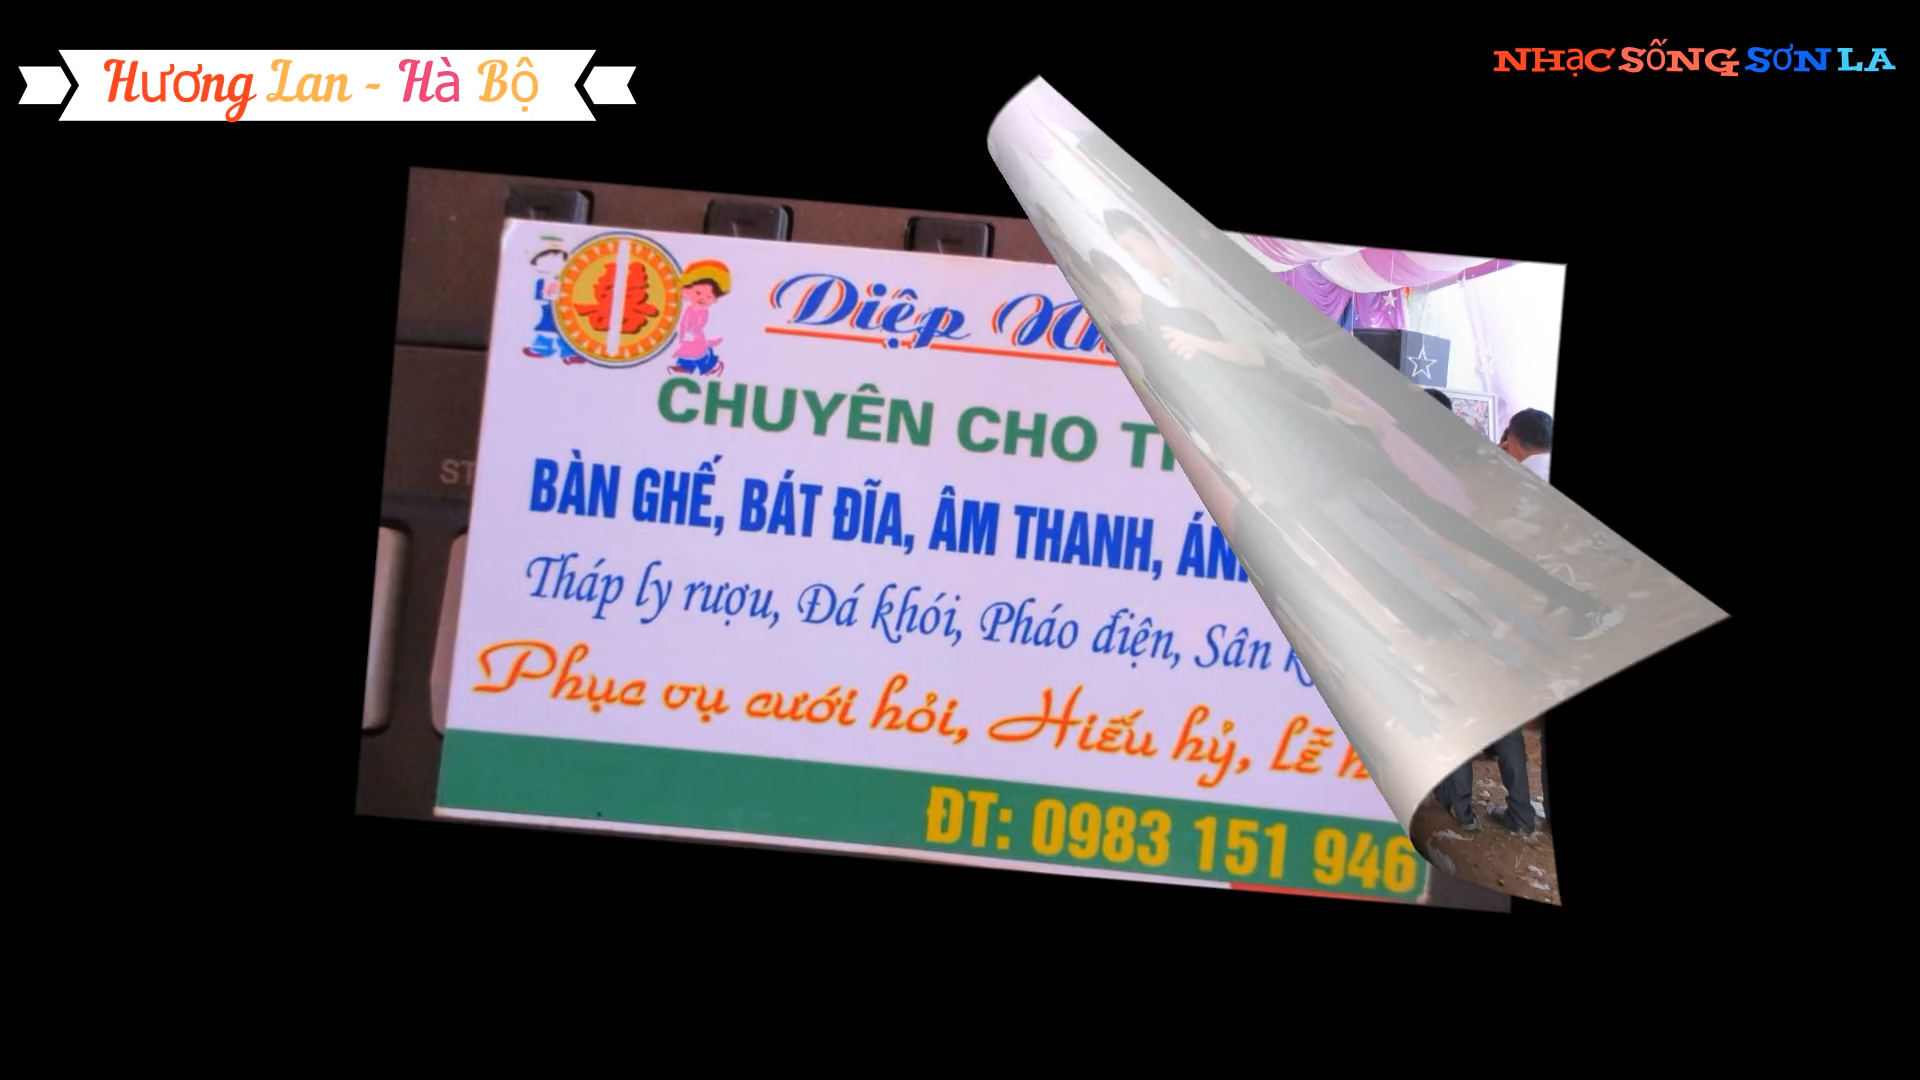 Hương Lan - Hà Bộ
NHẠC SỐNG SƠN LA
Diệp
CHUYÊN CHO
BÀN GHẾ, BÁT ĐĨA, ÂM THANH,
Tháp ly rượu, Đá khói, Pháo điện, Sân
Phục vụ cưới hỏi, Hiếu hỷ, Lễ
ĐT: 0983 151 946